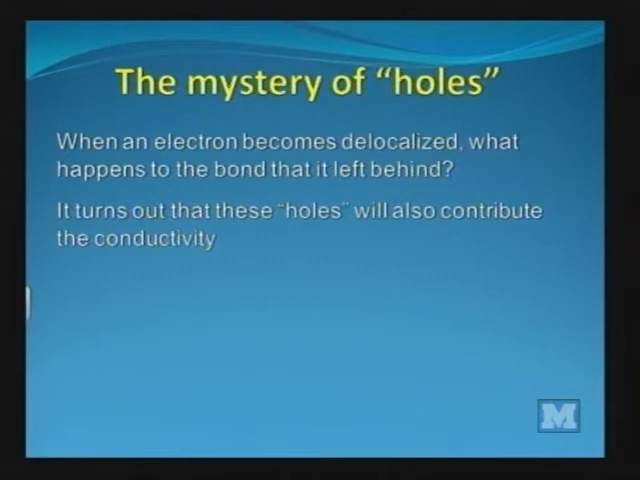 The mystery of “holes”
When an electron becomes delocalized, what
happens to the bond that it left behind?
It turns out that these “holes” will also contribute
the conductivity
M